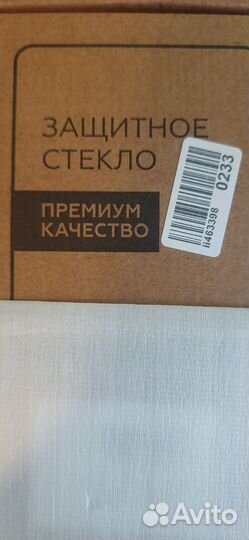 ЗАЩИТНОЕ
СТЕКЛО
ПРЕМИУМ
КАЧЕСТВО
0233
ii463398
Avito